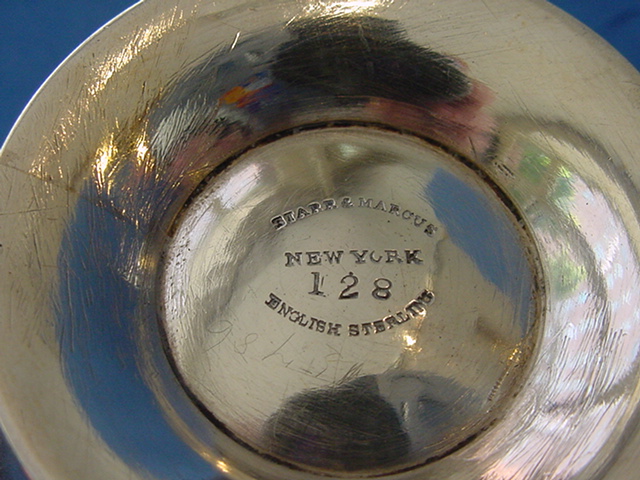 STARR & MARCUS
NEW YORK
128
ENGLISH STERLING